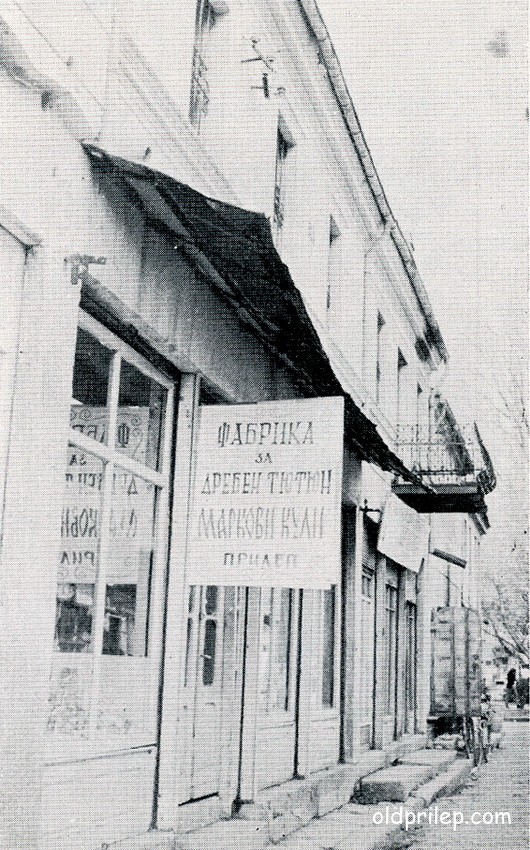 ФАБРИКА
ЗА
ДРЕБЕН ТЮТЮН
МАРКОВИ КУЛИ
ПРИЛЕП
oldprilep.com